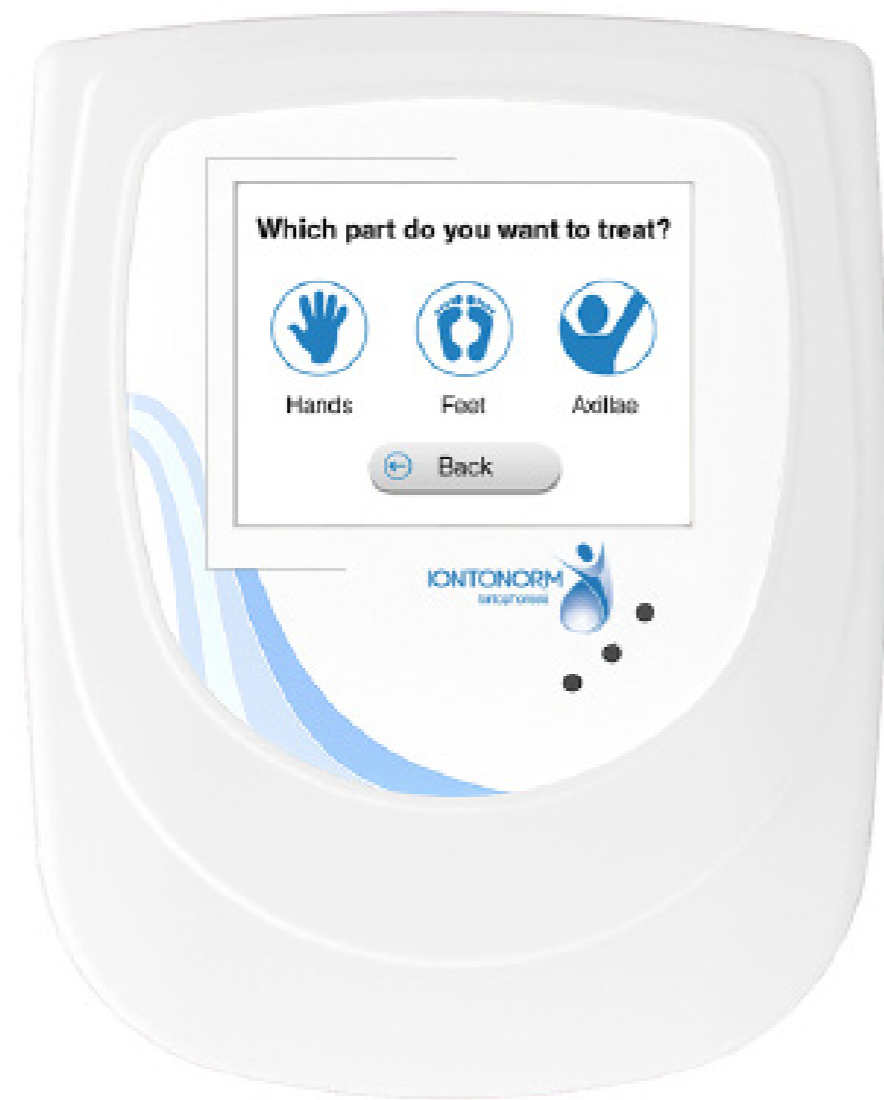 Which part do you want to treat?
Hands
Feet
Axillae
Back
IONTONORM